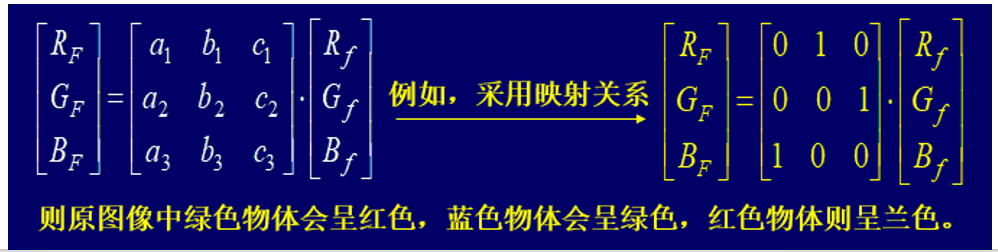 [R_F G_F B_F] = [a_1 b_1 c_1; a_2 b_2 c_2; a_3 b_3 c_3] · [R_f G_f B_f] 例如，采用映射关系 [R_F G_F B_F] = [0 1 0; 0 0 1; 1 0 0] · [R_f G_f B_f]
则原图像中绿色物体会呈红色，蓝色物体会呈绿色，红色物体则呈兰色。